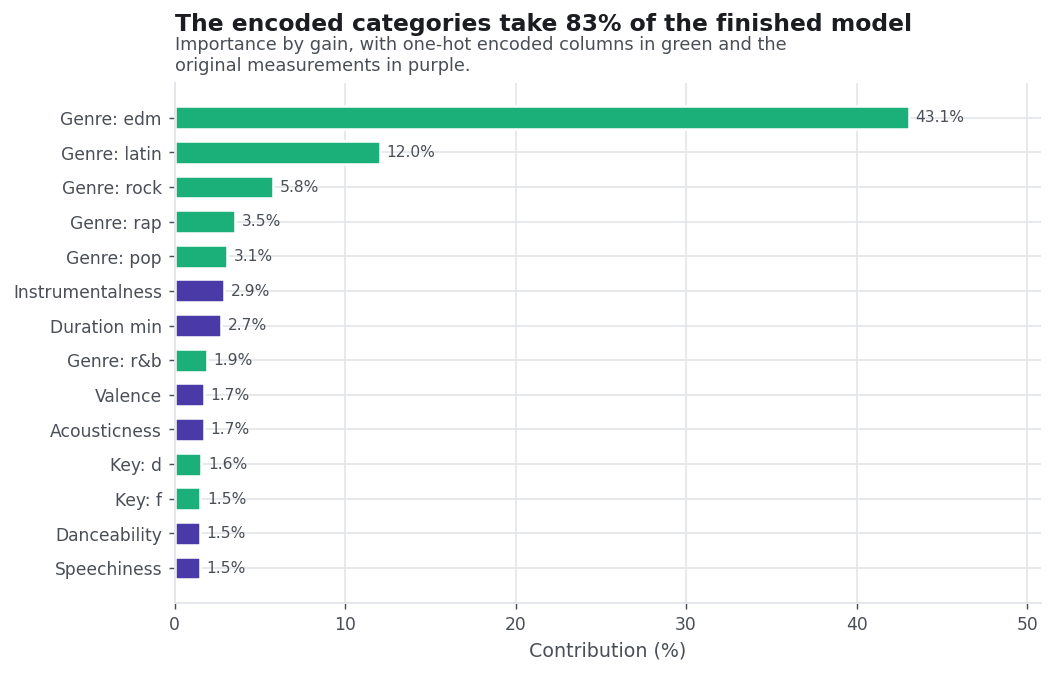 The encoded categories take 83% of the finished model
Importance by gain, with one-hot encoded columns in green and the
original measurements in purple.
Genre: edm 43.1%
Genre: latin 12.0%
Genre: rock 5.8%
Genre: rap 3.5%
Genre: pop 3.1%
Instrumentalness 2.9%
Duration min 2.7%
Genre: r&b 1.9%
Valence 1.7%
Acousticness 1.7%
Key: d 1.6%
Key: f 1.5%
Danceability 1.5%
Speechiness 1.5%
0 10 20 30 40 50
Contribution (%)